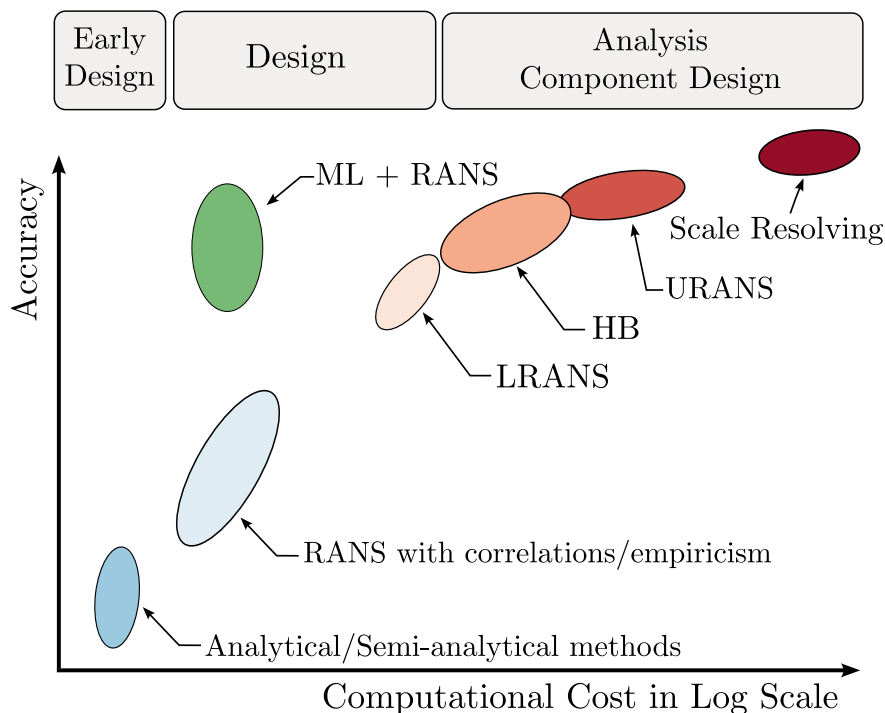 Early
Design
Design
Analysis
Component Design
Accuracy
ML + RANS
Scale Resolving
URANS
HB
LRANS
RANS with correlations/empiricism
Analytical/Semi-analytical methods
Computational Cost in Log Scale